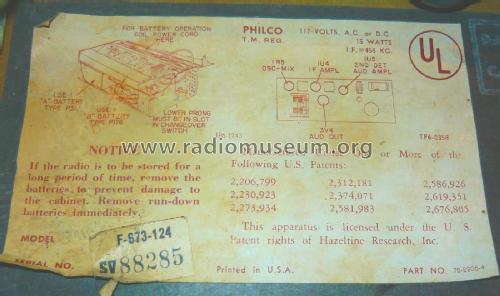 FOR BATTERY OPERATION
COIL POWER CORD
HERE
PHILCO
T.M. REG.
117 VOLTS, A.C. or D.C.
15 WATTS
I.F. = 455 KC.
UL
1R5
OSC-MIX
1U4
IF AMPL
1U5
2ND DET
AUD AMPL
USE 1
"A" BATTERY
USE 1
"B" BATTERY
LOWER PRONG
MUST BE IN SLOT
IN CHANGEOVER
SWITCH
3V4
AUD OUT
TP6-2358
www.radiomuseum.org
If the radio is to be stored for a
long period of time, remove the
batteries to prevent damage to
the cabinet. Remove run-down
batteries immediately.
or More of the
Following U.S. Patents:
2,206,799 2,312,181 2,586,926
2,230,923 2,374,071 2,619,351
2,273,934 2,581,983 2,676,805
This apparatus is licensed under the U. S.
Patent rights of Hazeltine Research, Inc.
MODEL F-673-124
SERIAL NO. SV 88285
Printed in U.S.A.
PART NO.